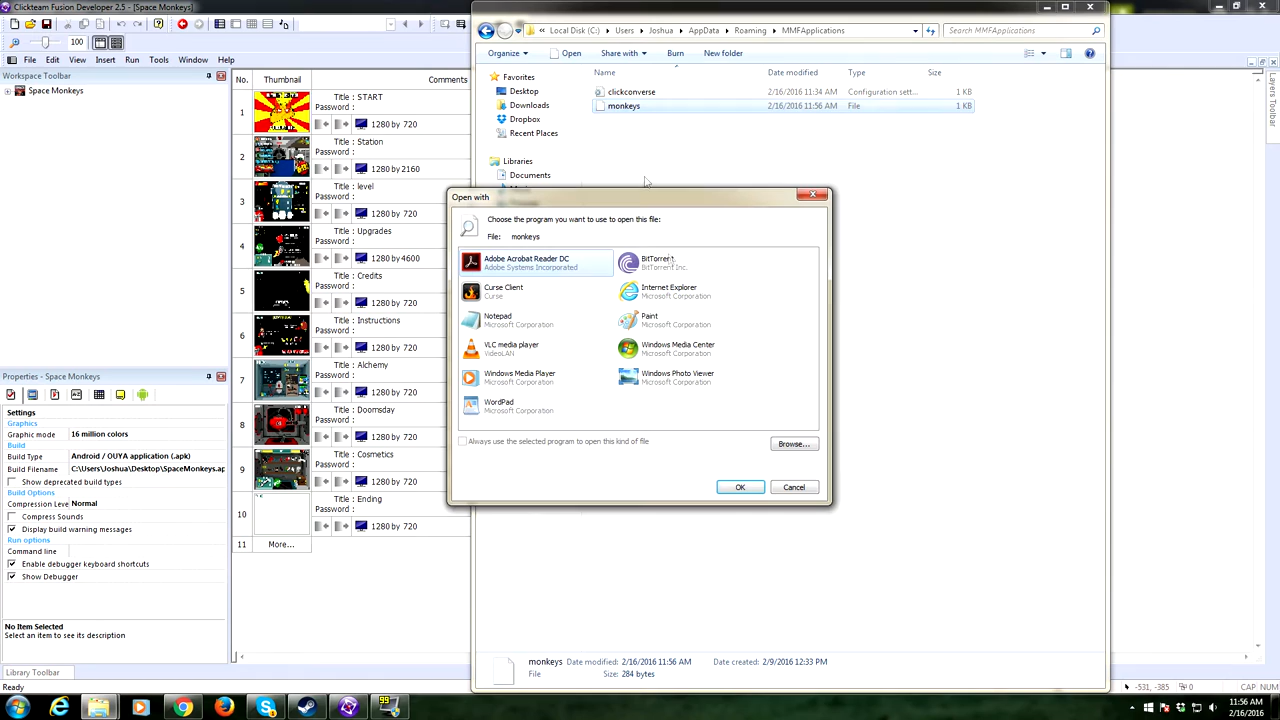 Clickteam Fusion Developer 2.5 - [Space Monkeys]
100
File Edit View Insert Run Tools Window Help
Workspace Toolbar
Space Monkeys
Properties - Space Monkeys
Settings
Graphics
Graphic mode 16 million colors
Build
Build Type Android / OUYA application (.apk)
Build Filename C:\Users\Joshua\Desktop\SpaceMonkeys.ap
Show deprecated build types
Build Options
Compression Leve Normal
Compress Sounds
Display build warning messages
Run options
Command line
Enable debugger keyboard shortcuts
Show Debugger
No Item Selected
Select an item to see its description
Library Toolbar
Ready
No. Thumbnail Comments
1 Title : START
Password :
1280 by 720
2 Title : Station
Password :
1280 by 2160
3 Title : level
Password :
1280 by 720
4 Title : Upgrades
Password :
1280 by 4600
5 Title : Credits
Password :
1280 by 720
6 Title : Instructions
Password :
1280 by 720
7 Title : Alchemy
Password :
1280 by 720
8 Title : Doomsday
Password :
1280 by 720
9 Title : Cosmetics
Password :
1280 by 720
10 Title : Ending
Password :
1280 by 720
11 More...
« Local Disk (C:) Users Joshua AppData Roaming MMFApplications
Search MMFApplications
Organize Open Share with Burn New folder
Favorites
Desktop
Downloads
Dropbox
Recent Places
Libraries
Documents
Name Date modified Type Size
clickconverse 2/16/2016 11:34 AM Configuration sett... 1 KB
monkeys 2/16/2016 11:56 AM File 1 KB
Open with
Choose the program you want to use to open this file:
File: monkeys
Adobe Acrobat Reader DC
Adobe Systems Incorporated
BitTorrent
BitTorrent Inc.
Curse Client
Curse
Internet Explorer
Microsoft Corporation
Notepad
Microsoft Corporation
Paint
Microsoft Corporation
VLC media player
VideoLAN
Windows Media Center
Microsoft Corporation
Windows Media Player
Microsoft Corporation
Windows Photo Viewer
Microsoft Corporation
WordPad
Microsoft Corporation
Always use the selected program to open this kind of file
Browse...
OK Cancel
monkeys Date modified: 2/16/2016 11:56 AM Date created: 2/9/2016 12:33 PM
File Size: 284 bytes
Layers Toolbar
-531, -385 0 CAP NUM
99
11:56 AM
2/16/2016